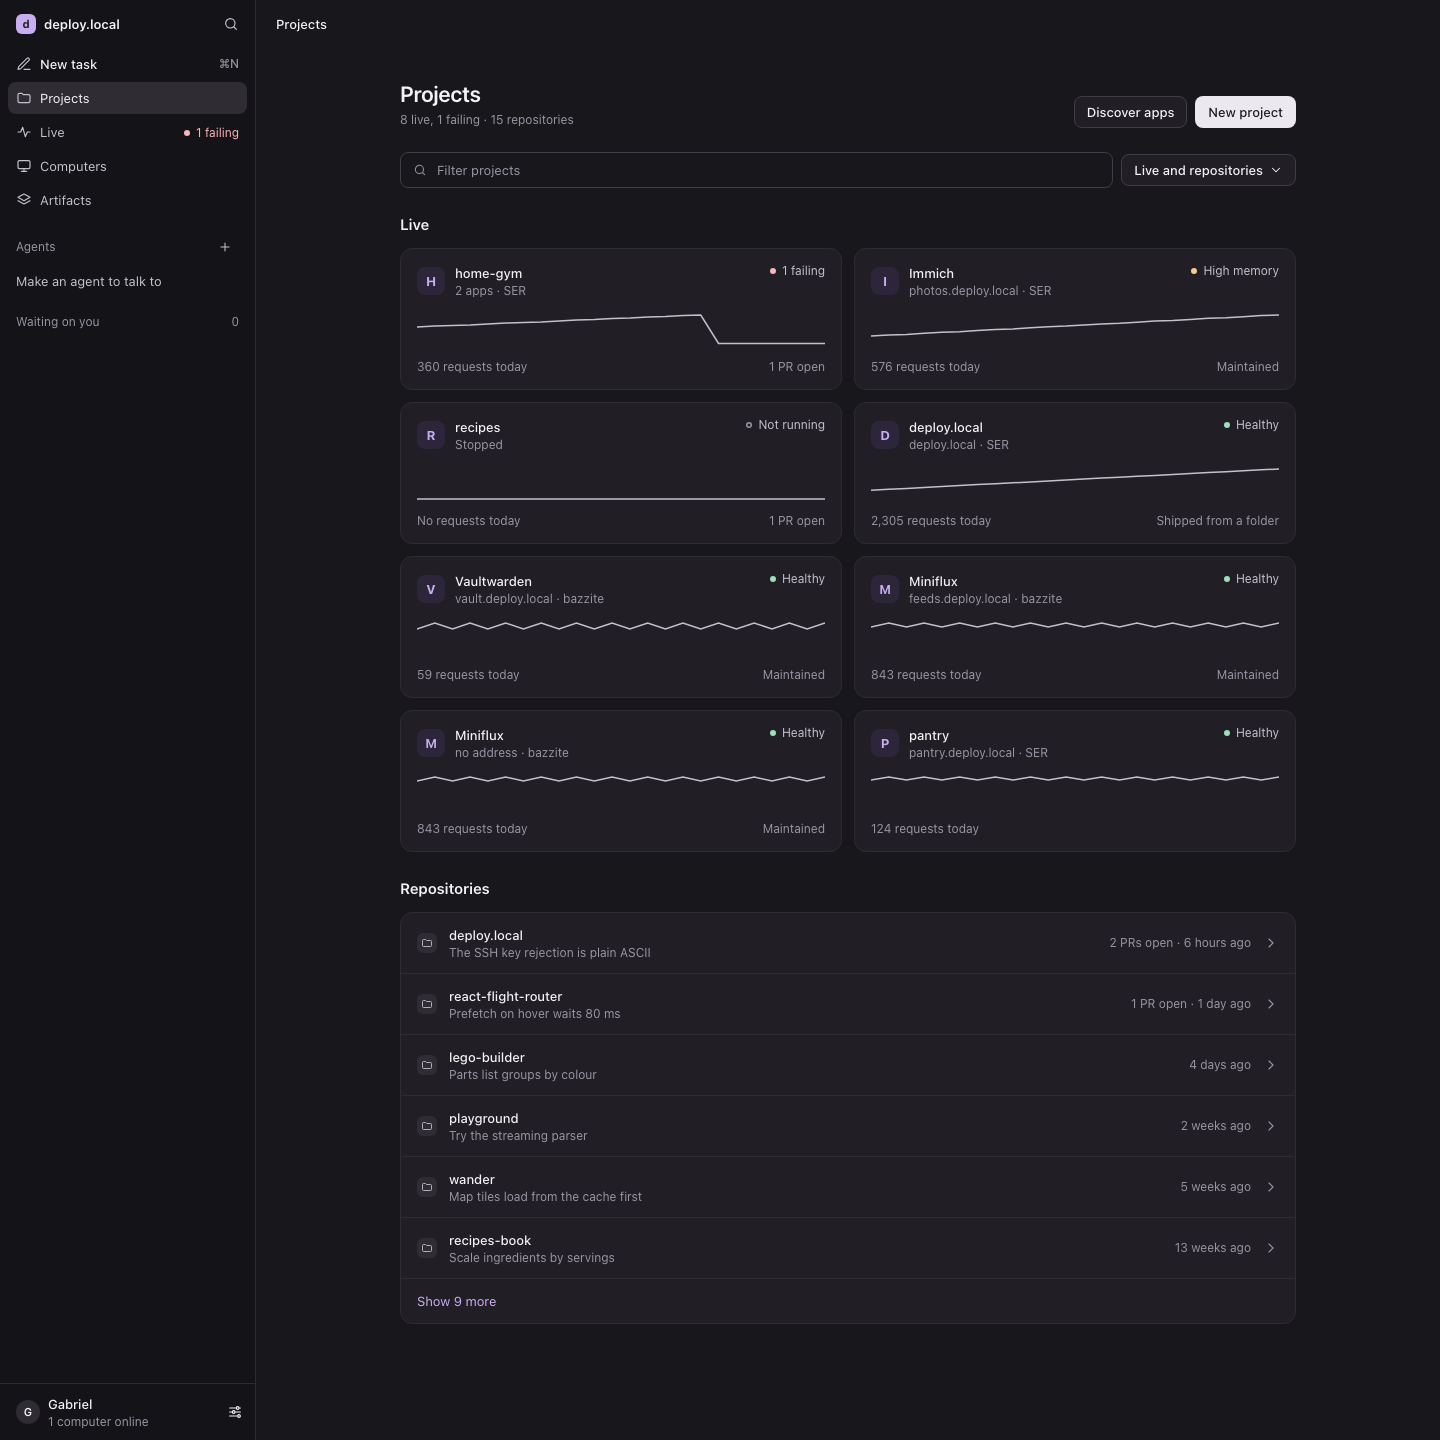 d deploy.local
New task ⌘N
Projects
Live 1 failing
Computers
Artifacts
Agents
Make an agent to talk to
Waiting on you 0
G Gabriel
1 computer online
Projects
Projects
8 live, 1 failing · 15 repositories
Discover apps New project
Filter projects Live and repositories
Live
H home-gym 1 failing
2 apps · SER
360 requests today 1 PR open
I Immich High memory
photos.deploy.local · SER
576 requests today Maintained
R recipes Not running
Stopped
No requests today 1 PR open
D deploy.local Healthy
deploy.local · SER
2,305 requests today Shipped from a folder
V Vaultwarden Healthy
vault.deploy.local · bazzite
59 requests today Maintained
M Miniflux Healthy
feeds.deploy.local · bazzite
843 requests today Maintained
M Miniflux Healthy
no address · bazzite
843 requests today Maintained
P pantry Healthy
pantry.deploy.local · SER
124 requests today
Repositories
deploy.local
The SSH key rejection is plain ASCII
2 PRs open · 6 hours ago
react-flight-router
Prefetch on hover waits 80 ms
1 PR open · 1 day ago
lego-builder
Parts list groups by colour
4 days ago
playground
Try the streaming parser
2 weeks ago
wander
Map tiles load from the cache first
5 weeks ago
recipes-book
Scale ingredients by servings
13 weeks ago
Show 9 more